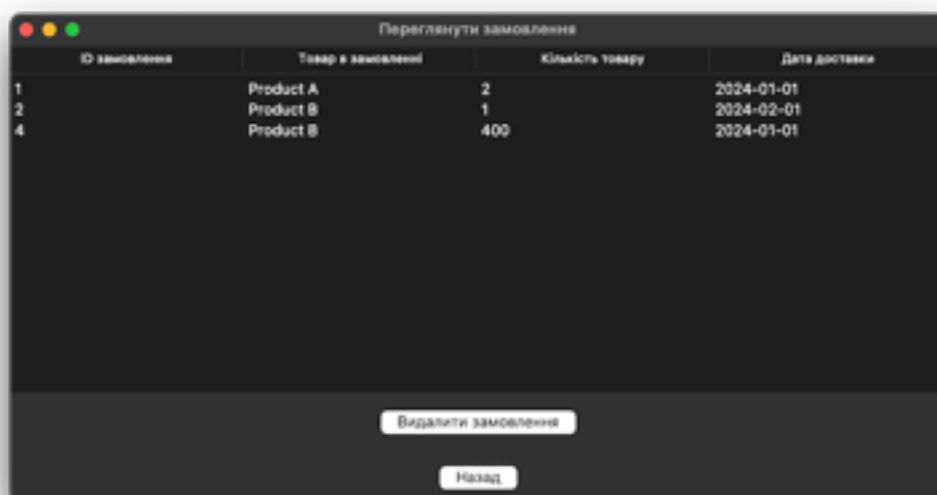 Переглянути замовлення
ID замовлення Товар в замовленні Кількість товару Дата доставки
1 Product A 2 2024-01-01
2 Product B 1 2024-02-01
4 Product B 400 2024-01-01
Видалити замовлення
Назад